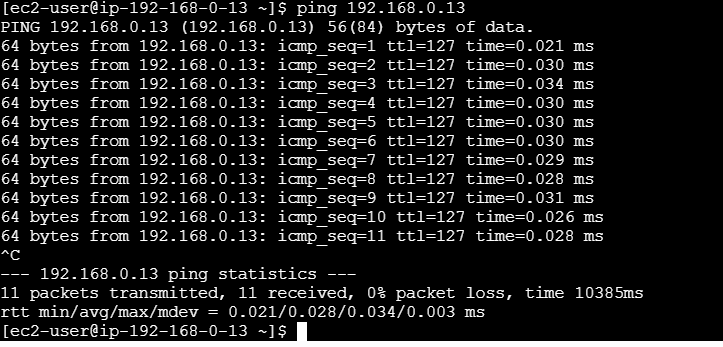 [ec2-user@ip-192-168-0-13 ~]$ ping 192.168.0.13
PING 192.168.0.13 (192.168.0.13) 56(84) bytes of data.
64 bytes from 192.168.0.13: icmp_seq=1 ttl=127 time=0.021 ms
64 bytes from 192.168.0.13: icmp_seq=2 ttl=127 time=0.030 ms
64 bytes from 192.168.0.13: icmp_seq=3 ttl=127 time=0.034 ms
64 bytes from 192.168.0.13: icmp_seq=4 ttl=127 time=0.030 ms
64 bytes from 192.168.0.13: icmp_seq=5 ttl=127 time=0.030 ms
64 bytes from 192.168.0.13: icmp_seq=6 ttl=127 time=0.030 ms
64 bytes from 192.168.0.13: icmp_seq=7 ttl=127 time=0.029 ms
64 bytes from 192.168.0.13: icmp_seq=8 ttl=127 time=0.028 ms
64 bytes from 192.168.0.13: icmp_seq=9 ttl=127 time=0.031 ms
64 bytes from 192.168.0.13: icmp_seq=10 ttl=127 time=0.026 ms
64 bytes from 192.168.0.13: icmp_seq=11 ttl=127 time=0.028 ms
^C
--- 192.168.0.13 ping statistics ---
11 packets transmitted, 11 received, 0% packet loss, time 10385ms
rtt min/avg/max/mdev = 0.021/0.028/0.034/0.003 ms
[ec2-user@ip-192-168-0-13 ~]$